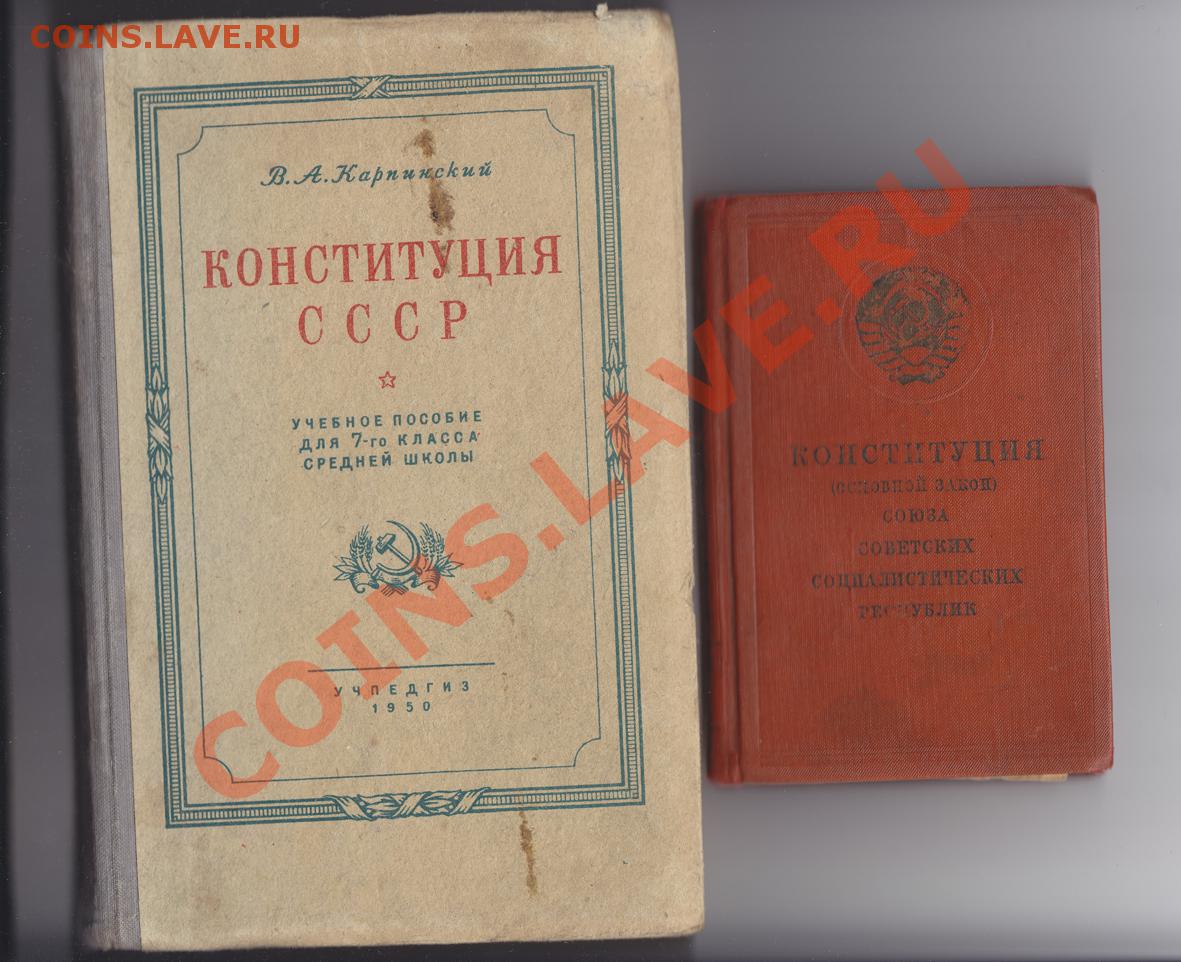 COINS.LAVE.RU
В.А.Карпинский
КОНСТИТУЦИЯ
СССР
УЧЕБНОЕ ПОСОБИЕ
ДЛЯ 7-го КЛАССА
СРЕДНЕЙ ШКОЛЫ
УЧПЕДГИЗ
1950
КОНСТИТУЦИЯ
(ОСНОВНОЙ ЗАКОН)
СОЮЗА
СОВЕТСКИХ
СОЦИАЛИСТИЧЕСКИХ
РЕСПУБЛИК
COINS.LAVE.RU